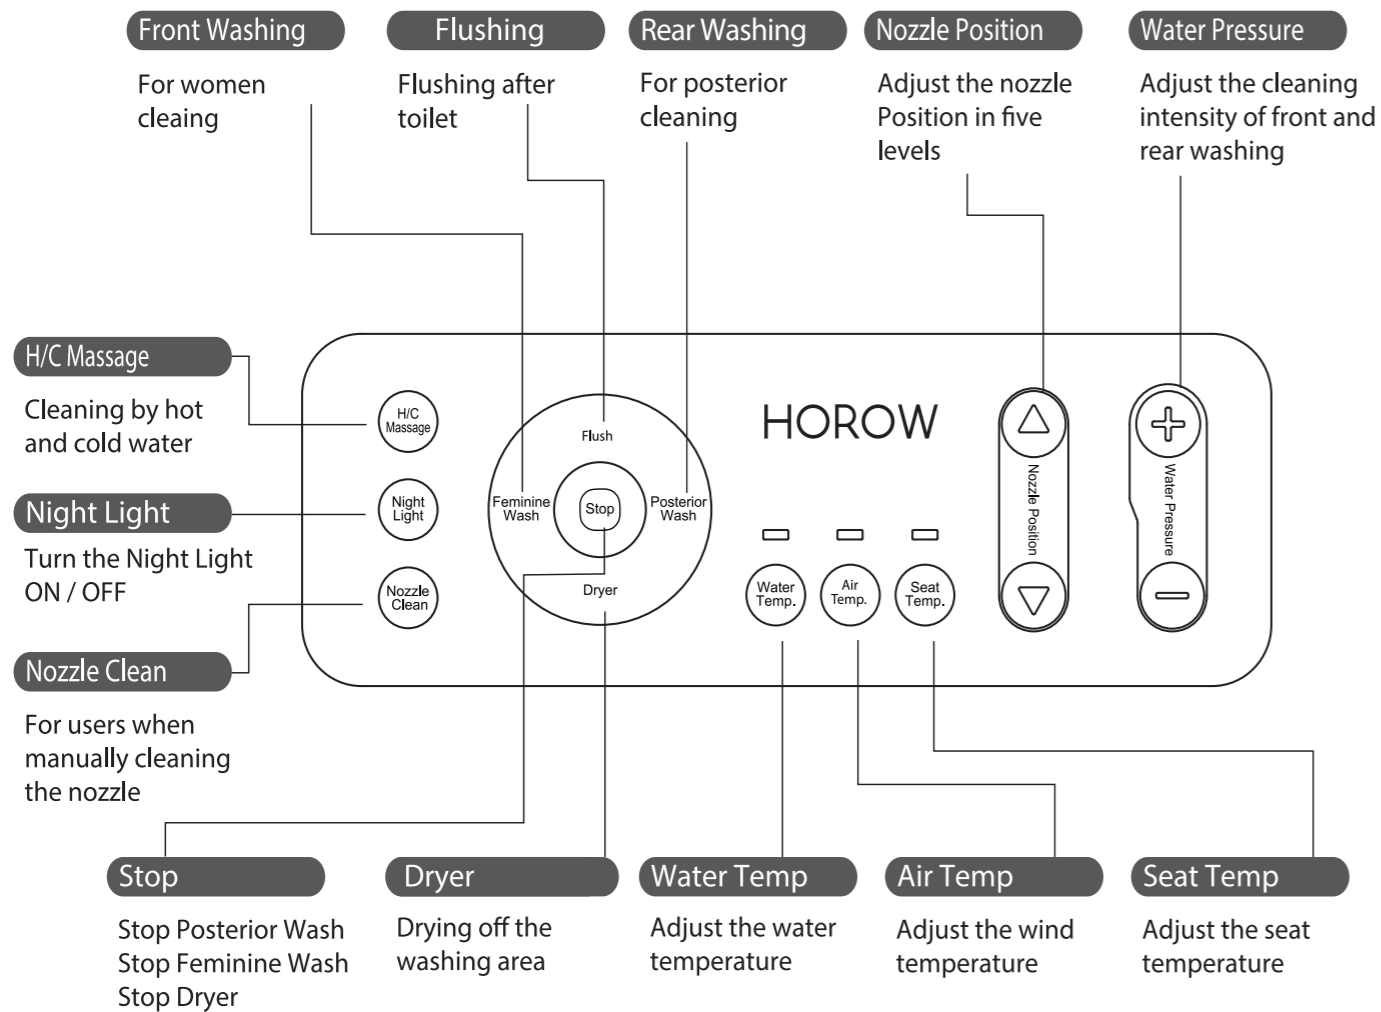 Front Washing
For women
cleaing
Flushing
Flushing after
toilet
Rear Washing
For posterior
cleaning
Nozzle Position
Adjust the nozzle
Position in five
levels
Water Pressure
Adjust the cleaning
intensity of front and
rear washing
H/C Massage
Cleaning by hot
and cold water
Night Light
Turn the Night Light
ON / OFF
Nozzle Clean
For users when
manually cleaning
the nozzle
H/C
Massage
Night
Light
Nozzle
Clean
Flush
Feminine
Wash
Stop
Posterior
Wash
Dryer
HOROW
Water
Temp.
Air
Temp.
Seat
Temp.
Nozzle Position
Water Pressure
Stop
Stop Posterior Wash
Stop Feminine Wash
Stop Dryer
Dryer
Drying off the
washing area
Water Temp
Adjust the water
temperature
Air Temp
Adjust the wind
temperature
Seat Temp
Adjust the seat
temperature